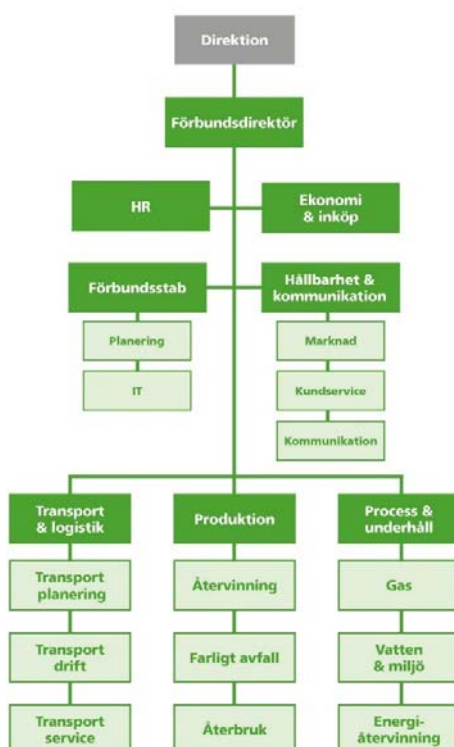 Direktion
Förbundsdirektör
HR
Ekonomi
& inköp
Förbundsstab
Hållbarhet &
kommunikation
Planering
IT
Marknad
Kundservice
Kommunikation
Transport
& logistik
Produktion
Process &
underhåll
Transport
planering
Återvinning
Gas
Transport
drift
Farligt avfall
Vatten
& miljö
Transport
service
Återbruk
Energi-
återvinning